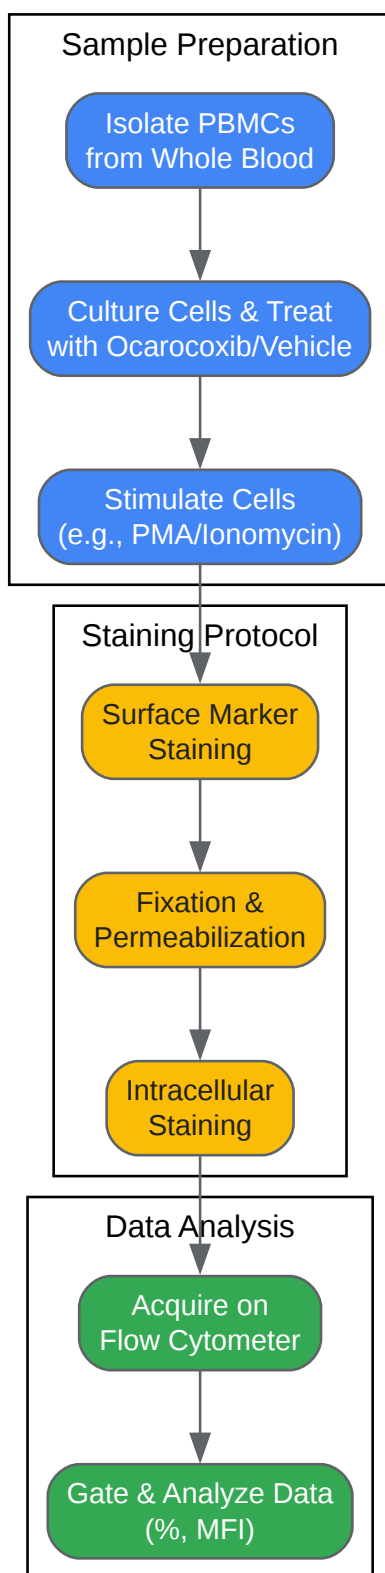 Sample Preparation
Isolate PBMCs
from Whole Blood
Culture Cells & Treat
with Ocarocoxib/Vehicle
Stimulate Cells
(e.g., PMA/Ionomycin)
Staining Protocol
Surface Marker
Staining
Fixation &
Permeabilization
Intracellular
Staining
Data Analysis
Acquire on
Flow Cytometer
Gate & Analyze Data
(%, MFI)